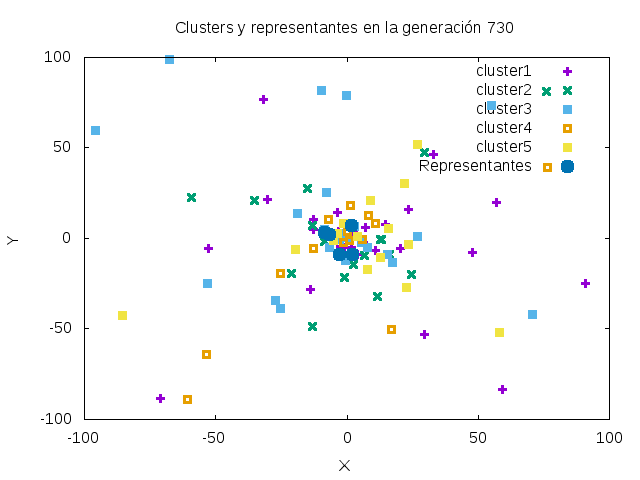 Clusters y representantes en la generación 730
100
50
0
-50
-100
-100
-50
0
50
100
X
Y
cluster1
cluster2
cluster3
cluster4
cluster5
Representantes